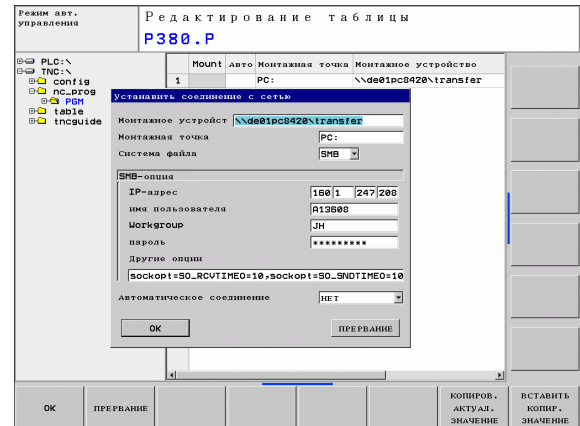 Режим авт.
управления
Редактирование таблицы
P380.P
PLC:\
TNC:\
config
nc_prog
PGM
table
tncguide
Mount Авто Монтажная точка Монтажное устройство
1 PC: \\de01pc8420\transfer
Установить соединение с сетью
Монтажное устройст \\de01pc8420\transfer
Монтажная точка PC:
Система файла SMB
SMB-опция
IP-адрес 160 1 247 208
имя пользователя A13608
Workgroup JH
пароль *********
Другие опции
sockopt=SO_RCVTIMEO=10,sockopt=SO_SNDTIMEO=10
Автоматическое соединение НЕТ
OK ПРЕРВАНИЕ
OK ПРЕРВАНИЕ
КОПИРОВ.
АКТУАЛ.
ЗНАЧЕНИЕ
ВСТАВИТЬ
КОПИР.
ЗНАЧЕНИЕ